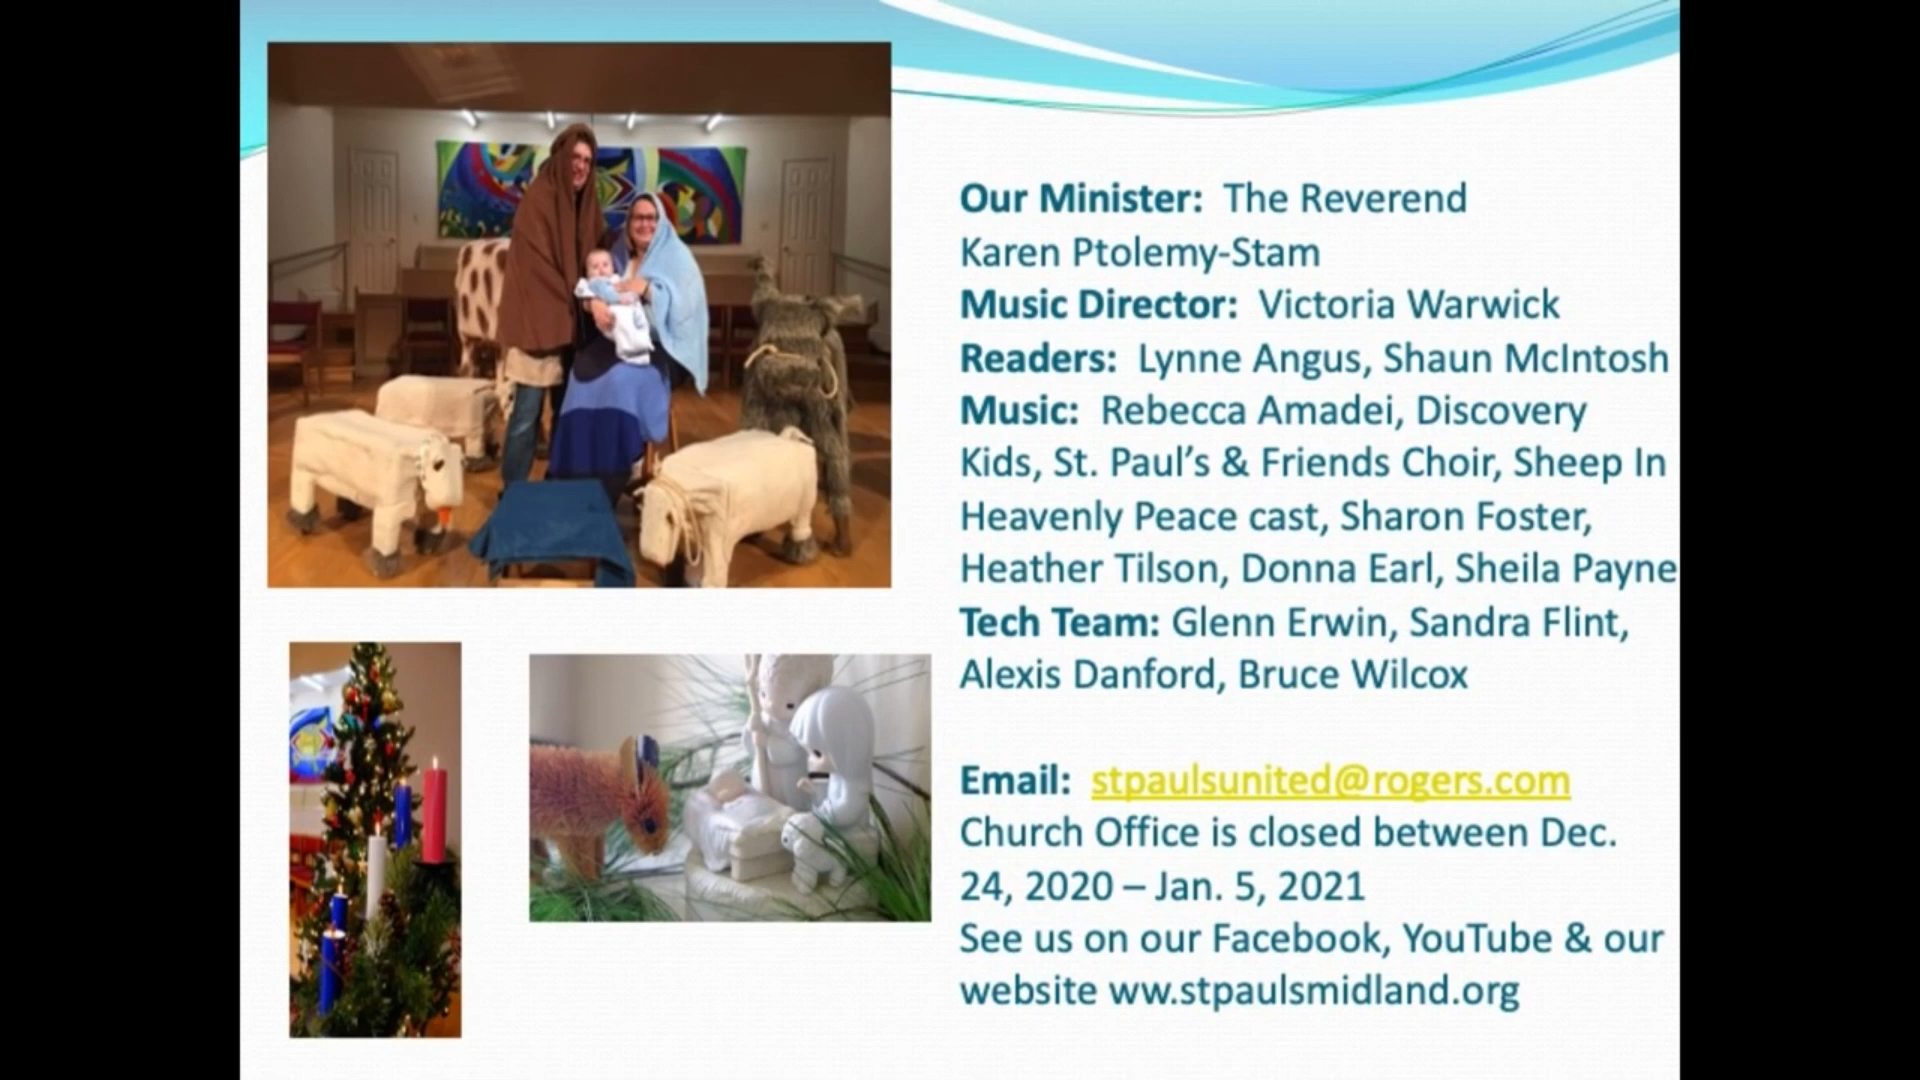 Our Minister: The Reverend
Karen Ptolemy-Stam
Music Director: Victoria Warwick
Readers: Lynne Angus, Shaun McIntosh
Music: Rebecca Amadei, Discovery
Kids, St. Paul’s & Friends Choir, Sheep In
Heavenly Peace cast, Sharon Foster,
Heather Tilson, Donna Earl, Sheila Payne
Tech Team: Glenn Erwin, Sandra Flint,
Alexis Danford, Bruce Wilcox
Email: stpaulsunited@rogers.com
Church Office is closed between Dec.
24, 2020 – Jan. 5, 2021
See us on our Facebook, YouTube & our
website ww.stpaulsmidland.org